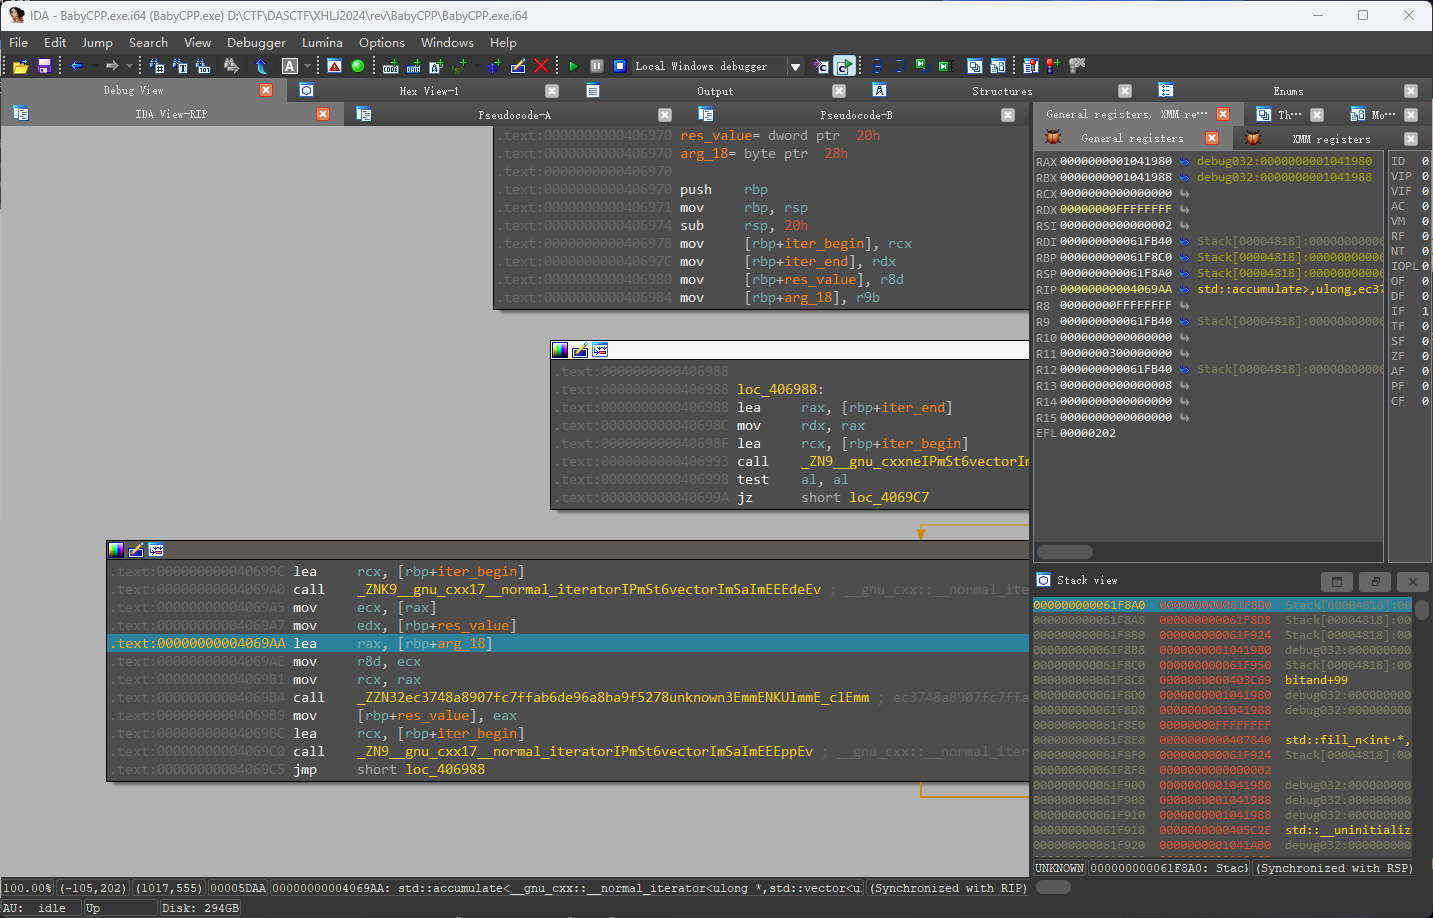 IDA - BabyCPP.exe.i64 (BabyCPP.exe) D:\CTF\DASCTF\XHLJ2024\rev\BabyCPP\BabyCPP.exe.i64
File Edit Jump Search View Debugger Lumina Options Windows Help
Local Windows debugger
Debug View Hex View-1 Output Structures Enums
IDA View-RIP Pseudocode-A Pseudocode-B
.text:0000000000406970 res_value= dword ptr 20h
.text:0000000000406970 arg_18= byte ptr 28h
.text:0000000000406970
.text:0000000000406970 push rbp
.text:0000000000406971 mov rbp, rsp
.text:0000000000406974 sub rsp, 20h
.text:0000000000406978 mov [rbp+iter_begin], rcx
.text:000000000040697C mov [rbp+iter_end], rdx
.text:0000000000406980 mov [rbp+res_value], r8d
.text:0000000000406984 mov [rbp+arg_18], r9b
.text:0000000000406988
.text:0000000000406988 loc_406988:
.text:0000000000406988 lea rax, [rbp+iter_end]
.text:000000000040698C mov rdx, rax
.text:000000000040698F lea rcx, [rbp+iter_begin]
.text:0000000000406993 call _ZN9__gnu_cxxneIPmSt6vectorIm
.text:0000000000406998 test al, al
.text:000000000040699A jz short loc_4069C7
.text:000000000040699C lea rcx, [rbp+iter_begin]
.text:00000000004069A0 call _ZNK9__gnu_cxx17__normal_iteratorIPmSt6vectorImSaImEEEdeEv ; __gnu_cxx::__normal_ite
.text:00000000004069A5 mov ecx, [rax]
.text:00000000004069A7 mov edx, [rbp+res_value]
.text:00000000004069AA lea rax, [rbp+arg_18]
.text:00000000004069AE mov r8d, ecx
.text:00000000004069B1 mov rcx, rax
.text:00000000004069B4 call _ZZN32ec3748a8907fc7ffab6de96a8ba9f5278unknown3EmmENKUlmmE_clEmm ; ec3748a8907fc7ffa
.text:00000000004069B9 mov [rbp+res_value], eax
.text:00000000004069BC lea rcx, [rbp+iter_begin]
.text:00000000004069C0 call _ZN9__gnu_cxx17__normal_iteratorIPmSt6vectorImSaImEEEppEv ; __gnu_cxx::__normal_ite
.text:00000000004069C5 jmp short loc_406988
100.00% (-105,202) (1017,555) 00005DAA 00000000004069AA: std::accumulate<__gnu_cxx::__normal_iterator<ulong *,std::vector<u. (Synchronized with RIP)
AU: idle Up Disk: 294GB
General registers, XMM re··· Th··· Mo···
General registers XMM registers
RAX 0000000001041980 debug032:0000000001041980
RBX 0000000001041988 debug032:0000000001041988
RCX 0000000000000000
RDX 00000000FFFFFFFF
RSI 0000000000000002
RDI 000000000061FB40 Stack[00004818]:00000000006
RBP 000000000061F8C0 Stack[00004818]:00000000006
RSP 000000000061F8A0 Stack[00004818]:00000000006
RIP 00000000004069AA std::accumulate>,ulong,ec37
R8 00000000FFFFFFFF
R9 000000000061FB40 Stack[00004818]:00000000006
R10 0000000000000000
R11 0000000300000000
R12 000000000061FB40 Stack[00004818]:00000000006
R13 0000000000000008
R14 0000000000000000
R15 0000000000000000
EFL 00000202
ID 0
VIP 0
VIF 0
AC 0
VM 0
RF 0
NT 0
IOPL 0
OF 0
DF 0
IF 1
TF 0
SF 0
ZF 0
AF 0
PF 0
CF 0
Stack view
000000000061F8A0 000000000061F8D0 Stack[00004818]:00
000000000061F8A8 000000000061F8D8 Stack[00004818]:00
000000000061F8B0 000000000061F924 Stack[00004818]:00
000000000061F8B8 0000000001041980 debug032:000000000
000000000061F8C0 000000000061F950 Stack[00004818]:00
000000000061F8C8 0000000000403C69 bitand+99
000000000061F8D0 0000000001041980 debug032:000000000
000000000061F8D8 0000000001041988 debug032:000000000
000000000061F8E0 00000000FFFFFFFF
000000000061F8E8 0000000000407840 std::fill_n<int·*,
000000000061F8F0 000000000061F924 Stack[00004818]:00
000000000061F8F8 0000000000000002
000000000061F900 0000000001041980 debug032:000000000
000000000061F908 0000000001041988 debug032:000000000
000000000061F910 0000000001041988 debug032:000000000
000000000061F918 0000000000405C2E std::__uninitializ
000000000061F920 0000000001041AB0 debug032:000000000
UNKNOWN 000000000061F8A0: Stack (Synchronized with RSP)